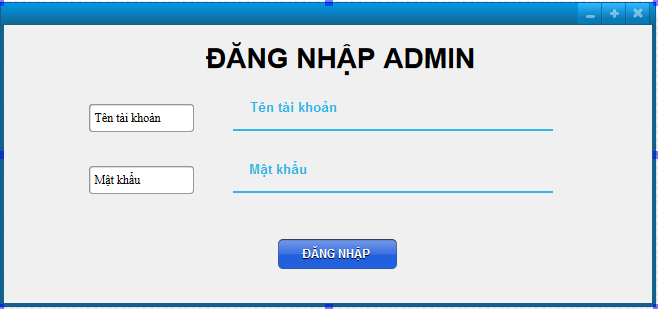 ĐĂNG NHẬP ADMIN
Tên tài khoản
Tên tài khoản
Mật khẩu
Mật khẩu
ĐĂNG NHẬP